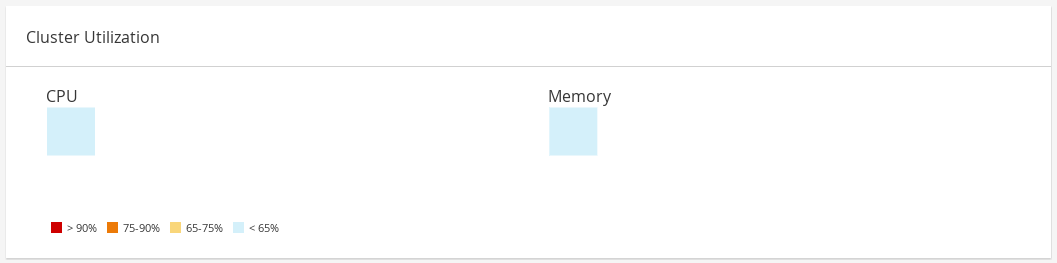 Cluster Utilization
CPU
Memory
> 90%
75-90%
65-75%
< 65%